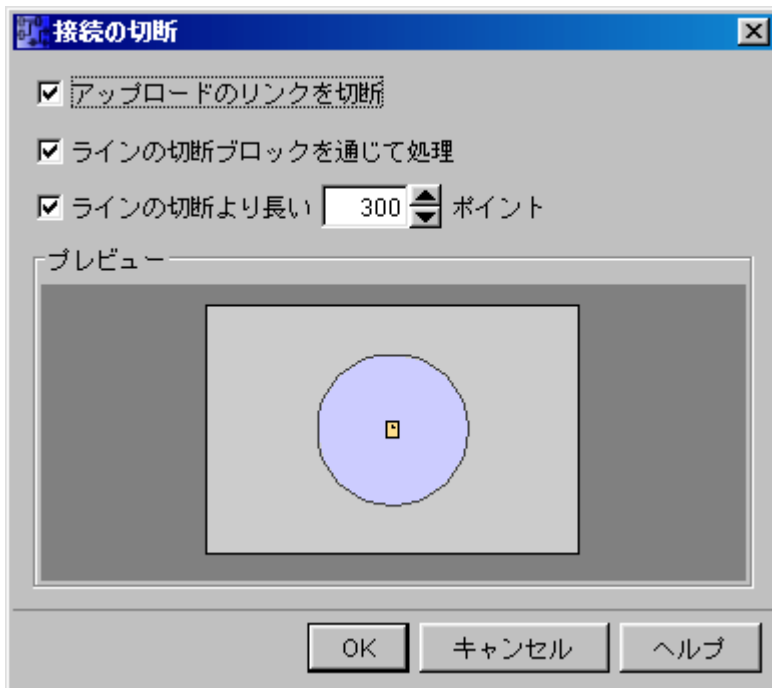 接続の切断
アップロードのリンクを切断
ラインの切断ブロックを通じて処理
ラインの切断より長い 300 ポイント
プレビュー
OK キャンセル ヘルプ